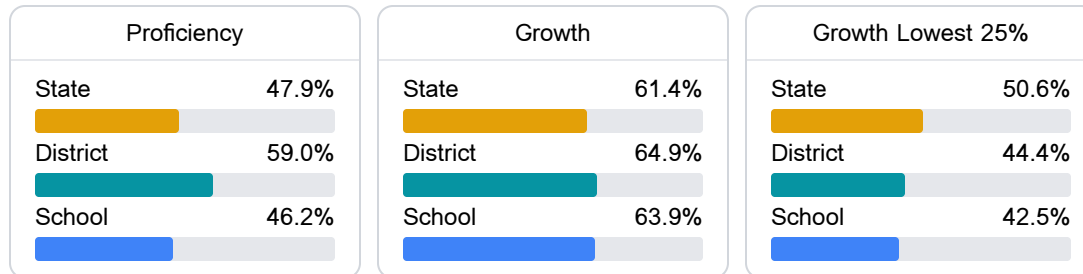 Proficiency
State 47.9%
District 59.0%
School 46.2%
Growth
State 61.4%
District 64.9%
School 63.9%
Growth Lowest 25%
State 50.6%
District 44.4%
School 42.5%